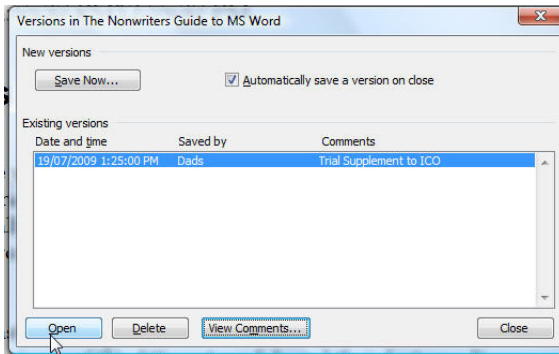 Versions in The Nonwriters Guide to MS Word
New versions
Save Now...
Automatically save a version on close
Existing versions
Date and time Saved by Comments
19/07/2009 1:25:00 PM Dads Trial Supplement to ICO
Open Delete View Comments... Close